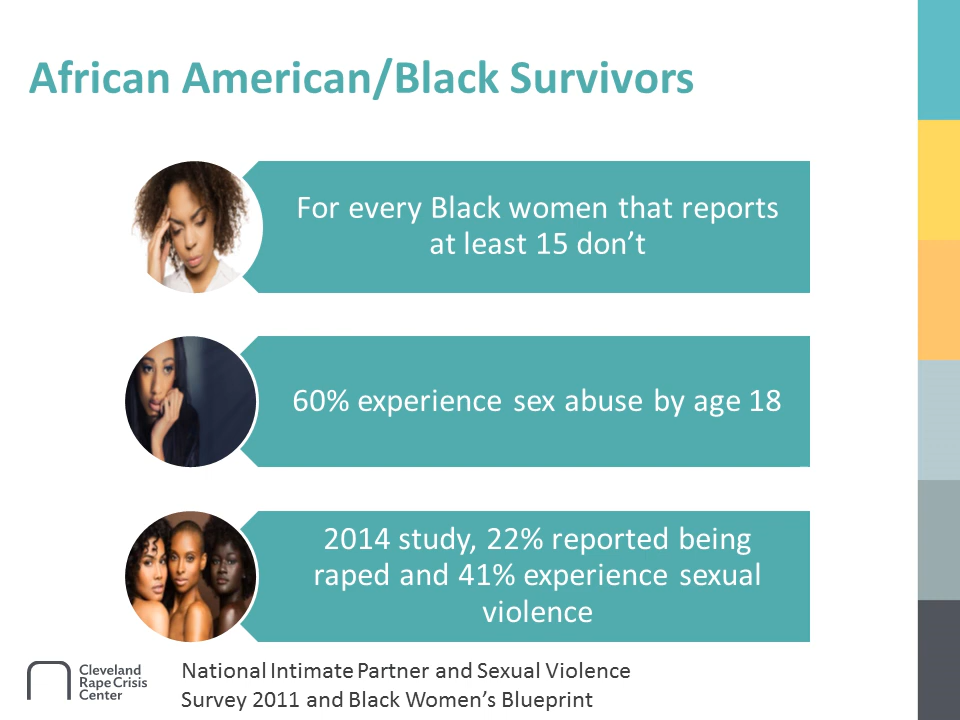 African American/Black Survivors
For every Black women that reports
at least 15 don’t
60% experience sex abuse by age 18
2014 study, 22% reported being
raped and 41% experience sexual
violence
Cleveland
Rape Crisis
Center
National Intimate Partner and Sexual Violence
Survey 2011 and Black Women’s Blueprint